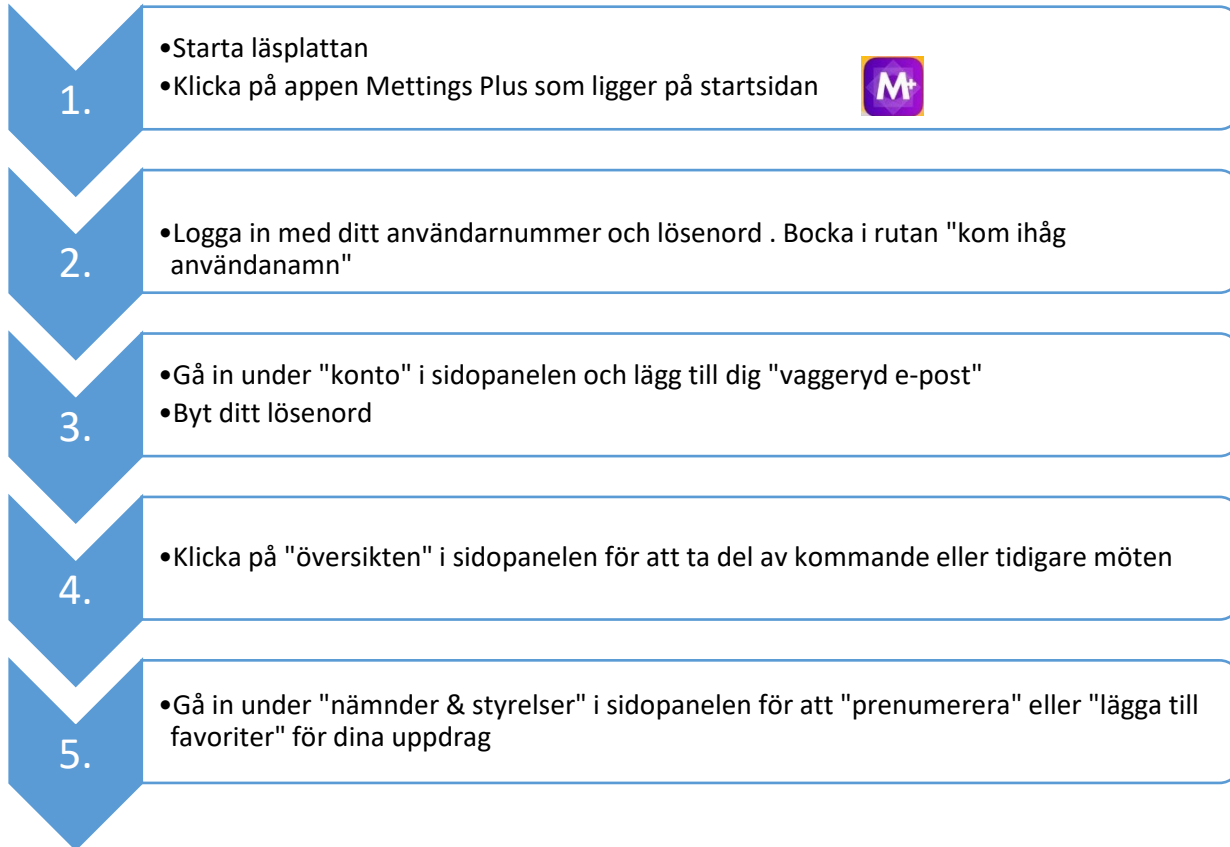 1.
•Starta läsplattan
•Klicka på appen Mettings Plus som ligger på startsidan
M+
2.
•Logga in med ditt användarnummer och lösenord . Bocka i rutan "kom ihåg
användanamn"
3.
•Gå in under "konto" i sidopanelen och lägg till dig "vaggeryd e-post"
•Byt ditt lösenord
4.
•Klicka på "översikten" i sidopanelen för att ta del av kommande eller tidigare möten
5.
•Gå in under "nämnder & styrelser" i sidopanelen för att "prenumerera" eller "lägga till
favoriter" för dina uppdrag